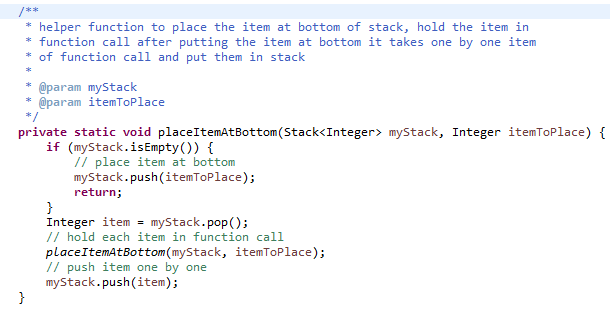 /**
 * helper function to place the item at bottom of stack, hold the item in
 * function call after putting the item at bottom it takes one by one item
 * of function call and put them in stack
 *
 * @param myStack
 * @param itemToPlace
 */
private static void placeItemAtBottom(Stack<Integer> myStack, Integer itemToPlace) {
    if (myStack.isEmpty()) {
        // place item at bottom
        myStack.push(itemToPlace);
        return;
    }
    Integer item = myStack.pop();
    // hold each item in function call
    placeItemAtBottom(myStack, itemToPlace);
    // push item one by one
    myStack.push(item);
}